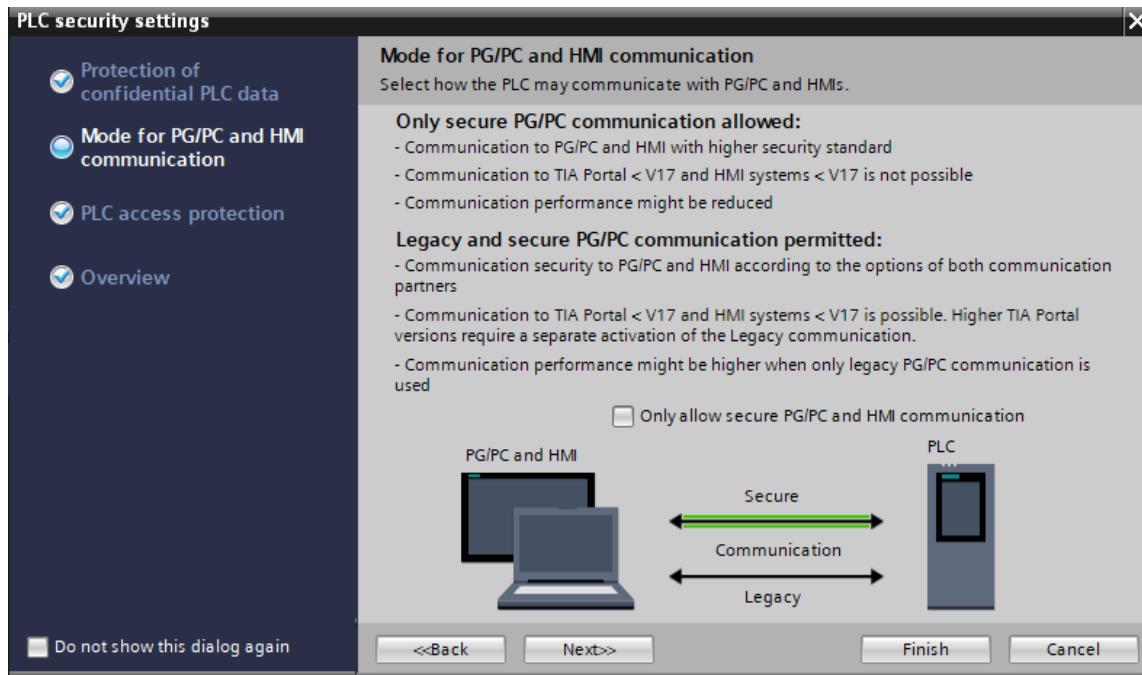 PLC security settings
Protection of
confidential PLC data
Mode for PG/PC and HMI
communication
PLC access protection
Overview
Do not show this dialog again
Mode for PG/PC and HMI communication
Select how the PLC may communicate with PG/PC and HMIs.
Only secure PG/PC communication allowed:
- Communication to PG/PC and HMI with higher security standard
- Communication to TIA Portal < V17 and HMI systems < V17 is not possible
- Communication performance might be reduced
Legacy and secure PG/PC communication permitted:
- Communication security to PG/PC and HMI according to the options of both communication
partners
- Communication to TIA Portal < V17 and HMI systems < V17 is possible. Higher TIA Portal
versions require a separate activation of the Legacy communication.
- Communication performance might be higher when only legacy PG/PC communication is
used
Only allow secure PG/PC and HMI communication
PG/PC and HMI
PLC
Secure
Communication
Legacy
<<Back
Next>>
Finish
Cancel